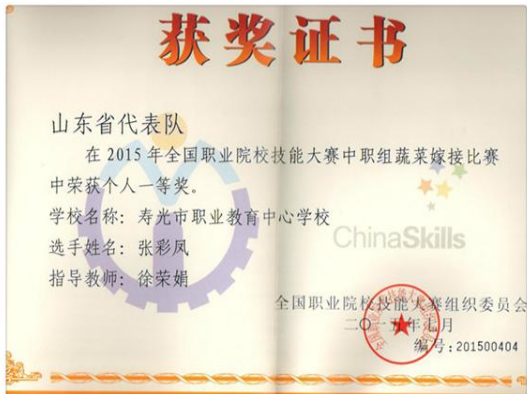 获奖证书
山东省代表队
在2015年全国职业院校技能大赛中职组蔬菜嫁接比赛
中荣获个人一等奖。
学校名称：寿光市职业教育中心学校
ChinaSkills
选手姓名：张彩凤
指导教师：徐荣娟
全国职业院校技能大赛组织委员会
二〇一五年七月
编号:201500404